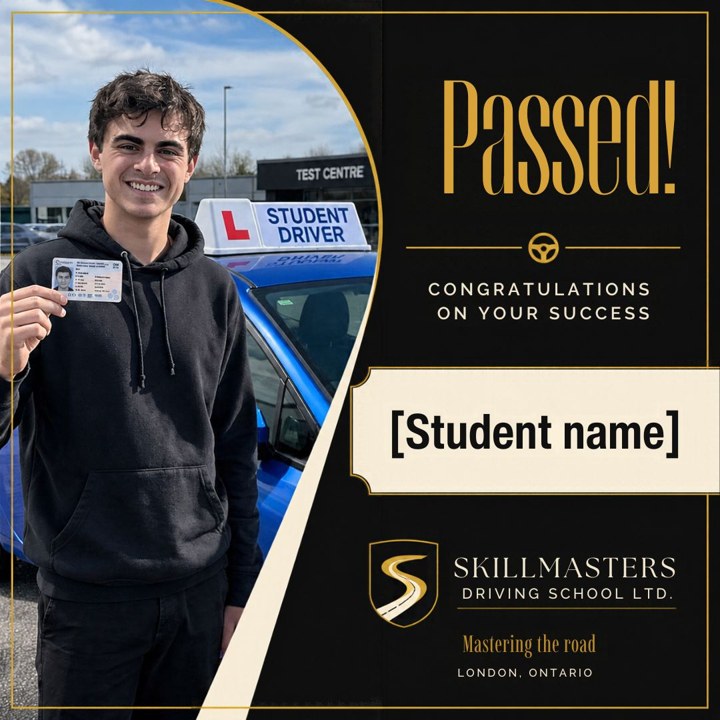 Passed!
CONGRATULATIONS
ON YOUR SUCCESS
[Student name]
SKILLMASTERS
DRIVING SCHOOL LTD.
Mastering the road
LONDON, ONTARIO
TEST CENTRE
L STUDENT
DRIVER